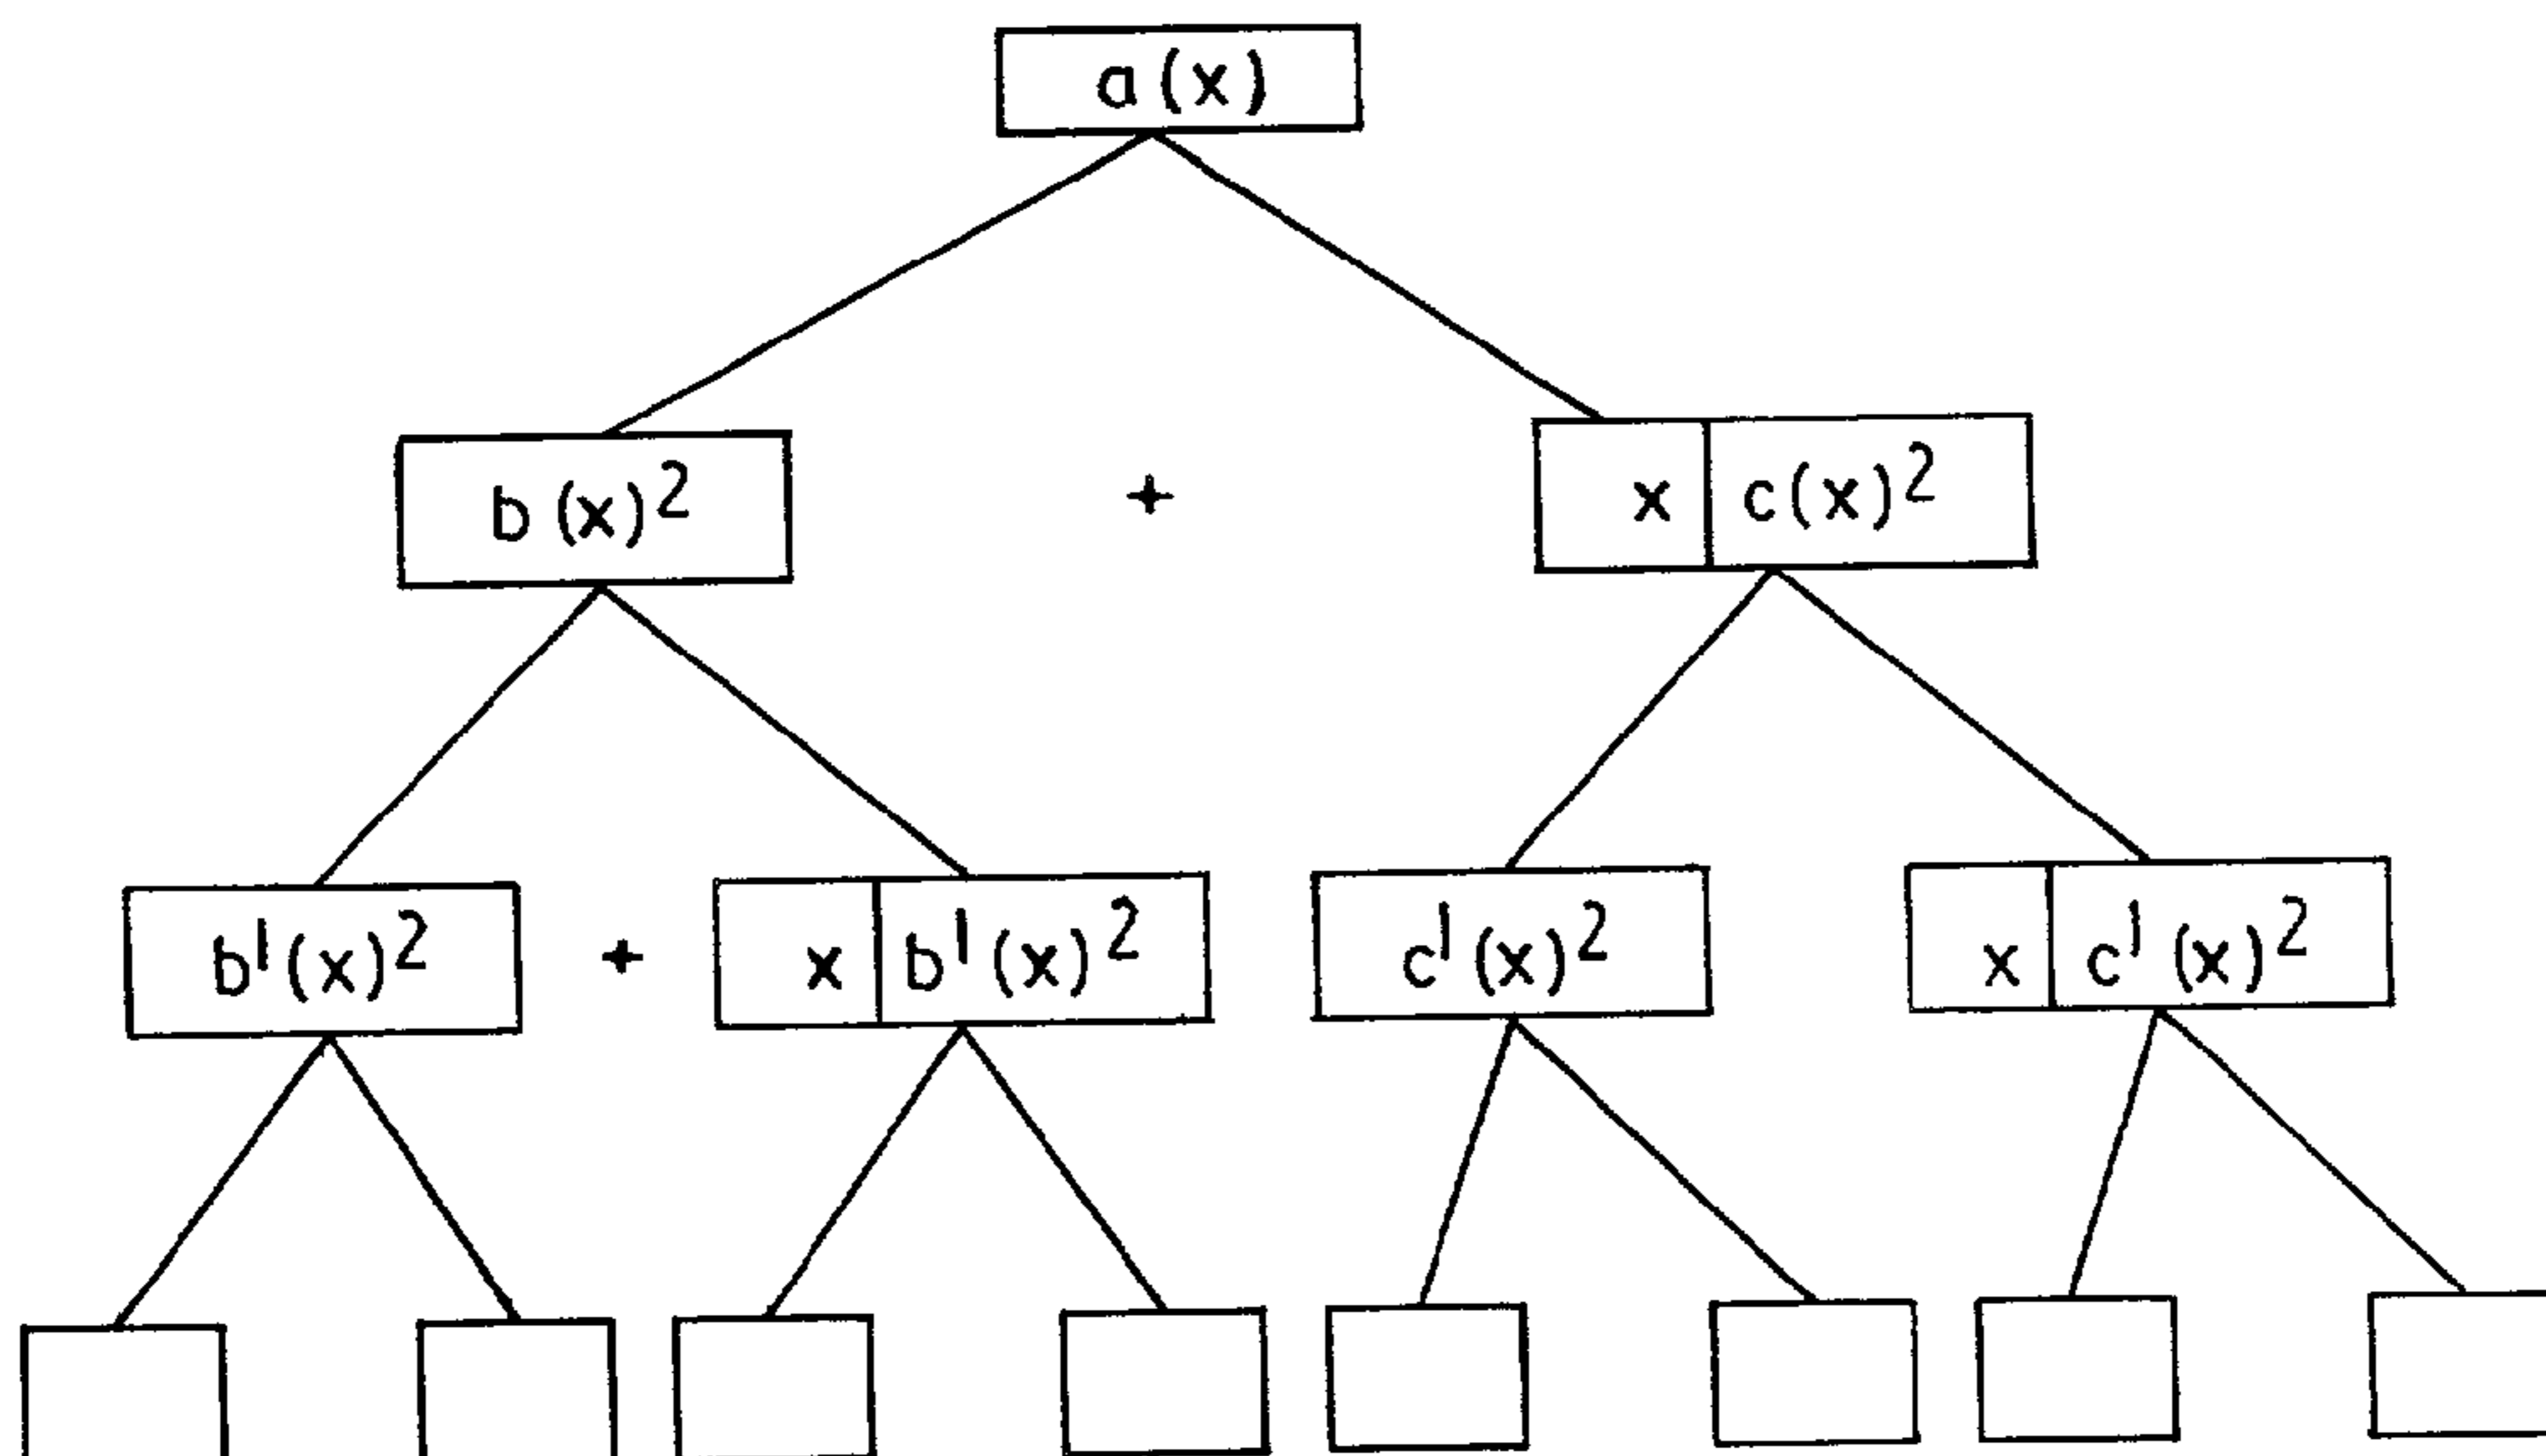 a(x)
b(x)² + x c(x)²
b'(x)² + x b'(x)² c'(x)² x c'(x)²